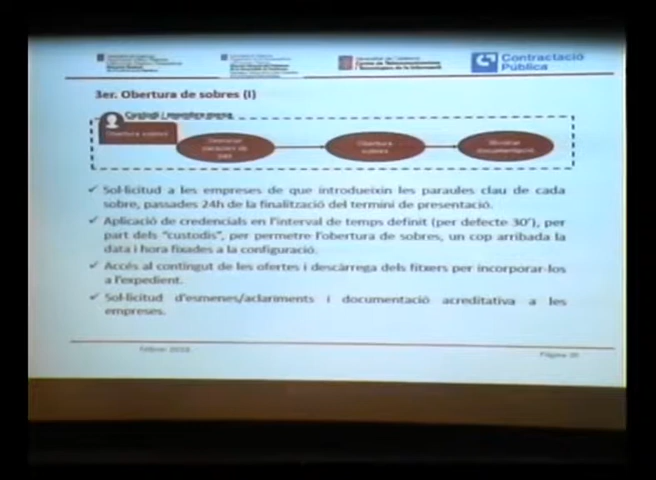 Contractació
Pública
3er. Obertura de sobres (I)
Obertura
sobres
✓ Sol·licitud a les empreses de que introdueixin les paraules clau de cada
sobre, passades 24h de la finalització del termini de presentació.
✓ Aplicació de credencials en l'interval de temps definit (per defecte 30'), per
part dels "custodis", per permetre l'obertura de sobres, un cop arribada la
data i hora fixades a la configuració.
✓ Accés al contingut de les ofertes i descàrrega dels fitxers per incorporar-los
a l'expedient.
✓ Sol·licitud d'esmenes/aclariments i documentació acreditativa a les
empreses.